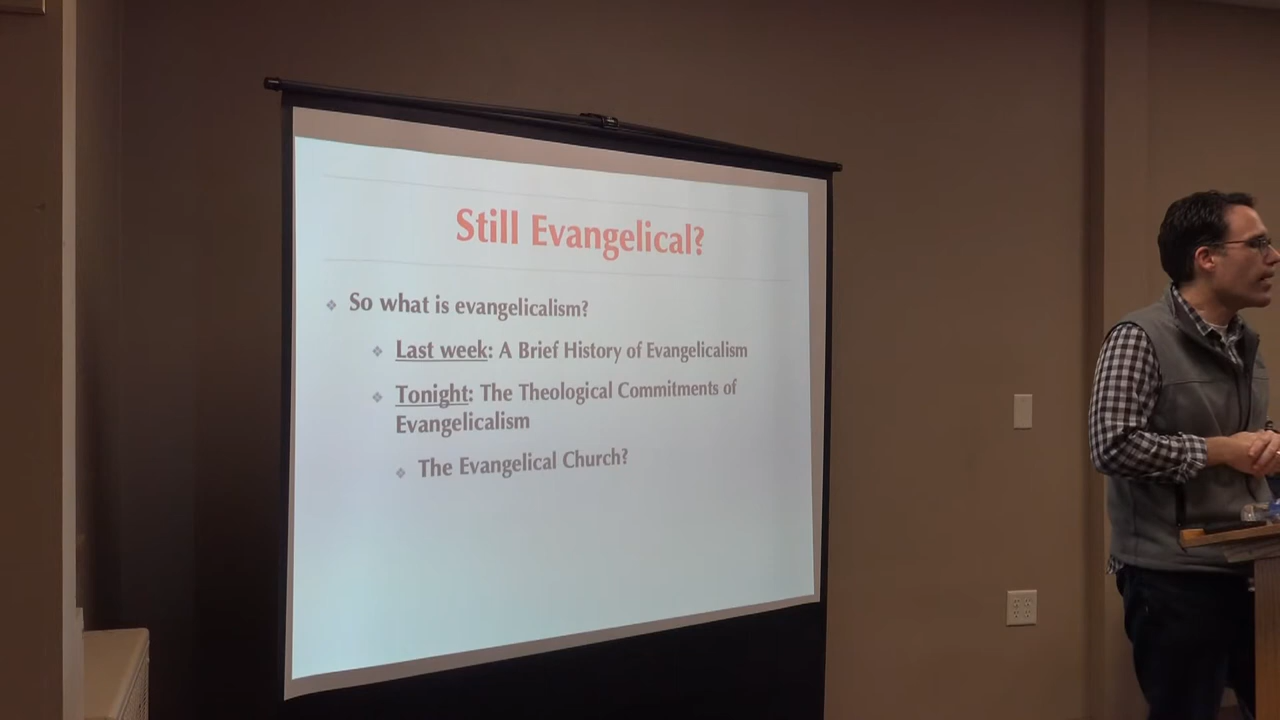 Still Evangelical?
So what is evangelicalism?
Last week: A Brief History of Evangelicalism
Tonight: The Theological Commitments of
Evangelicalism
The Evangelical Church?